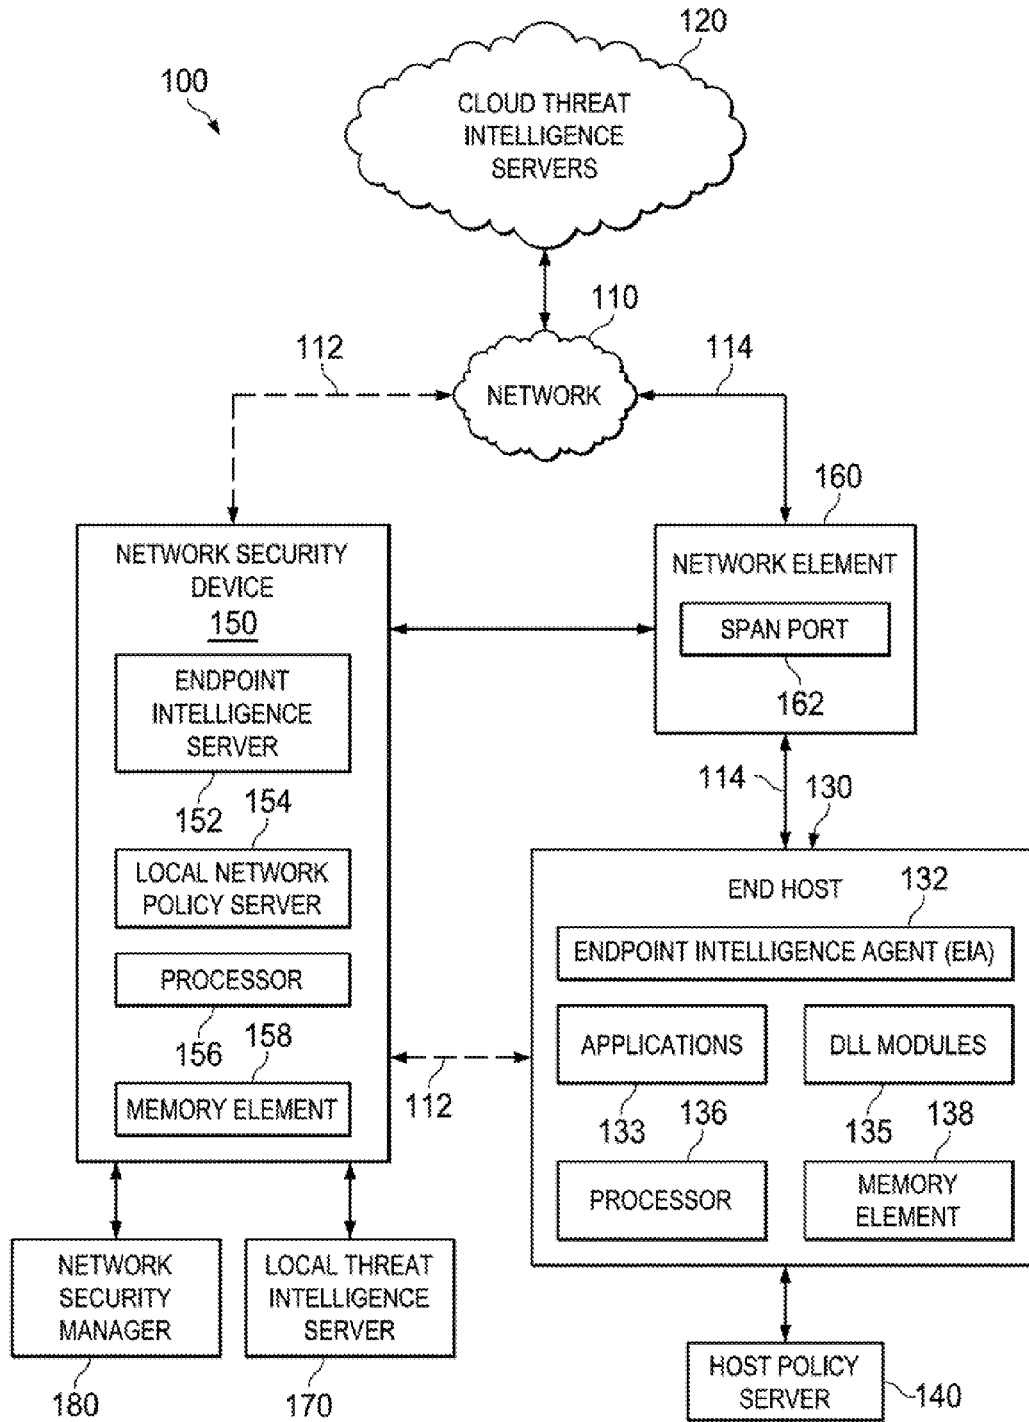 120
100
CLOUD THREAT
INTELLIGENCE
SERVERS
110
112
114
NETWORK
160
NETWORK SECURITY
DEVICE
150
NETWORK ELEMENT
SPAN PORT
162
ENDPOINT
INTELLIGENCE
SERVER
152
154
114
130
LOCAL NETWORK
POLICY SERVER
END HOST
132
ENDPOINT INTELLIGENCE AGENT (EIA)
PROCESSOR
156
158
APPLICATIONS
DLL MODULES
MEMORY ELEMENT
112
133
136
135
138
PROCESSOR
MEMORY
ELEMENT
NETWORK
SECURITY
MANAGER
180
LOCAL THREAT
INTELLIGENCE
SERVER
170
HOST POLICY
SERVER
140